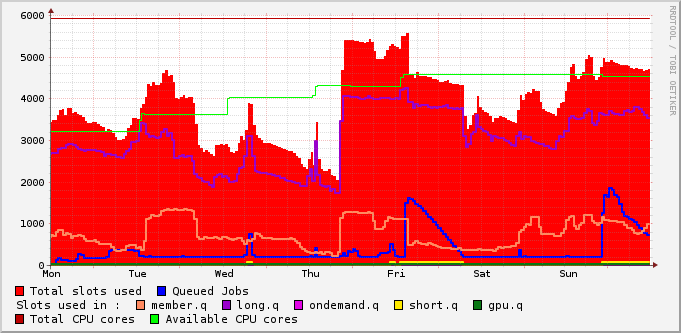 RRDTOOL / TOBI OETIKER
6000
5000
4000
3000
2000
1000
0
Mon Tue Wed Thu Fri Sat Sun
Total slots used Queued Jobs
Slots used in : member.q long.q ondemand.q short.q gpu.q
Total CPU cores Available CPU cores